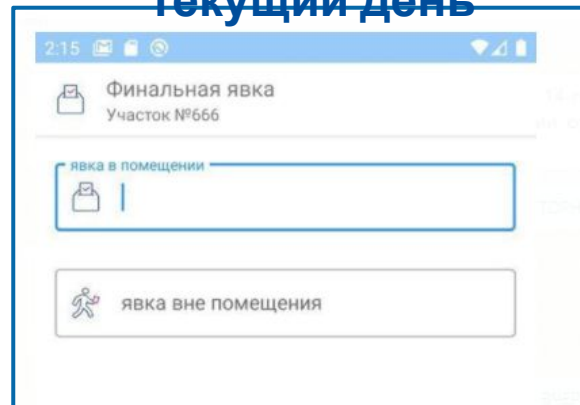 текущий день
2:15
Финальная явка
Участок №666
явка в помещении
явка вне помещения